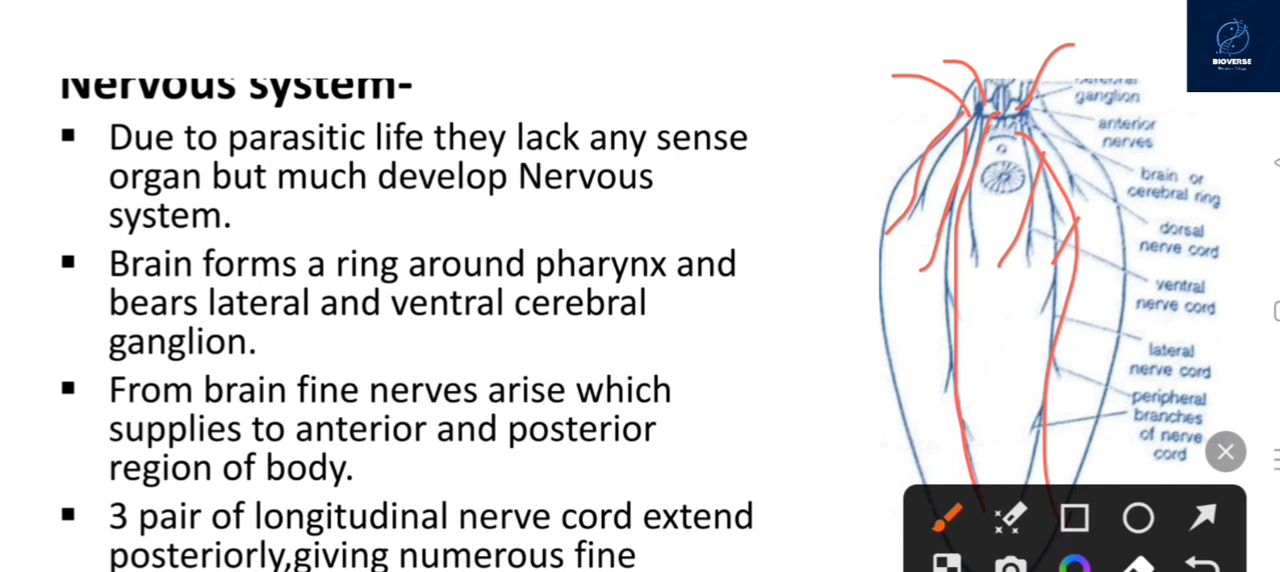 BIOVERSE
Nervous system-
▪ Due to parasitic life they lack any sense
organ but much develop Nervous
system.
▪ Brain forms a ring around pharynx and
bears lateral and ventral cerebral
ganglion.
▪ From brain fine nerves arise which
supplies to anterior and posterior
region of body.
▪ 3 pair of longitudinal nerve cord extend
posteriorly,giving numerous fine
ganglion
anterior
nerves
brain or
cerebral ring
dorsal
nerve cord
ventral
nerve cord
lateral
nerve cord
peripheral
branches
of nerve
cord